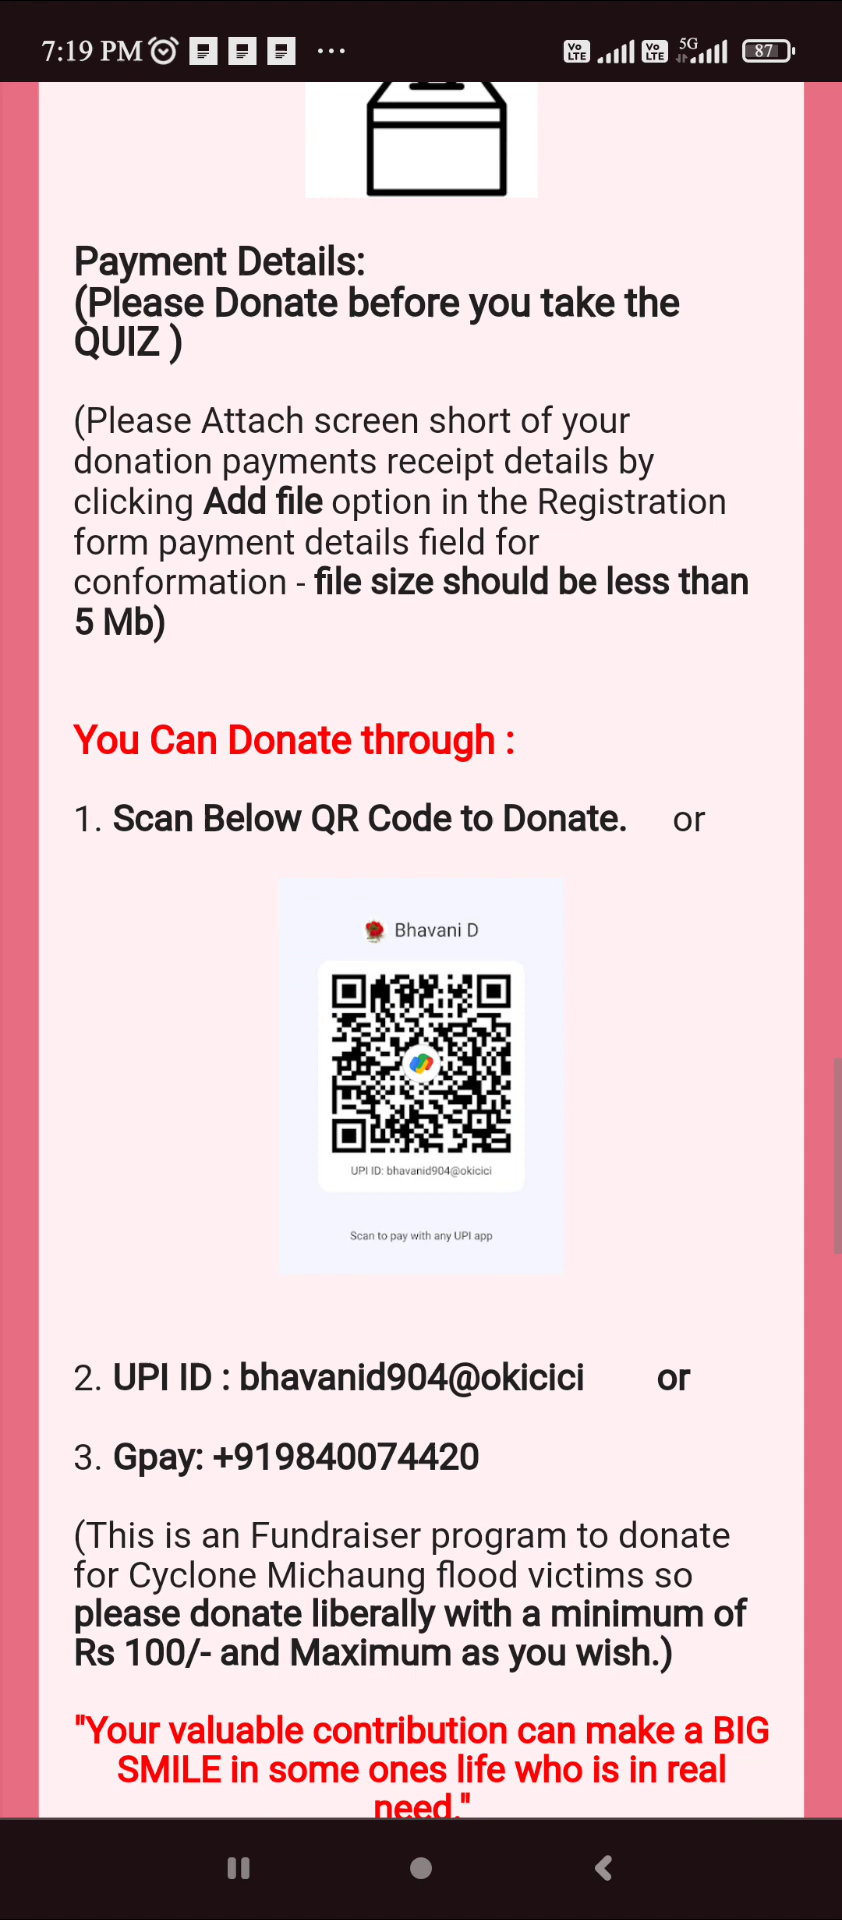 7:19 PM
Vo LTE Vo LTE 5G 87
Payment Details:
(Please Donate before you take the
QUIZ )
(Please Attach screen short of your
donation payments receipt details by
clicking Add file option in the Registration
form payment details field for
conformation - file size should be less than
5 Mb)
You Can Donate through :
1. Scan Below QR Code to Donate. or
Bhavani D
UPI ID: bhavanid904@okicici
Scan to pay with any UPI app
2. UPI ID : bhavanid904@okicici or
3. Gpay: +919840074420
(This is an Fundraiser program to donate
for Cyclone Michaung flood victims so
please donate liberally with a minimum of
Rs 100/- and Maximum as you wish.)
"Your valuable contribution can make a BIG
SMILE in some ones life who is in real
need."